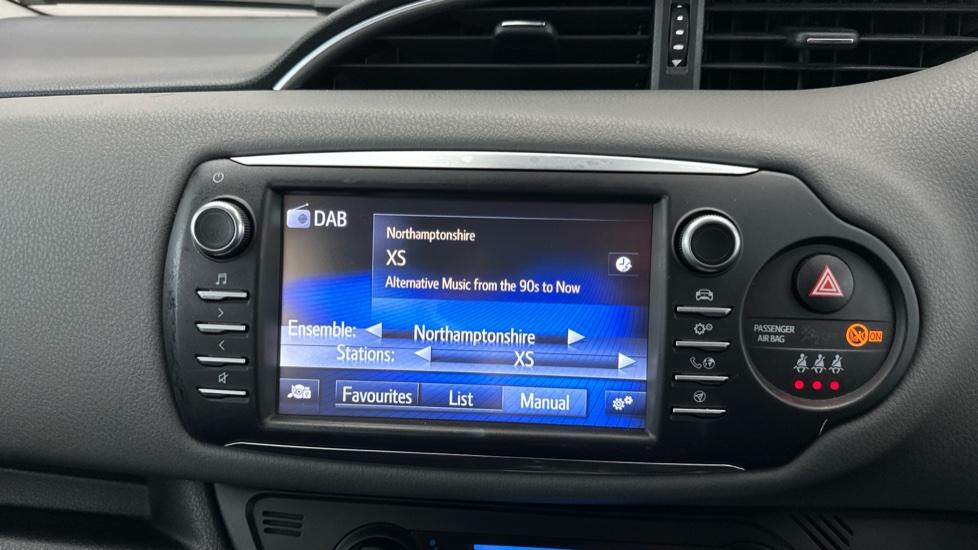 DAB
Northamptonshire
XS
Alternative Music from the 90s to Now
Ensemble: Northamptonshire
Stations: XS
Favourites List Manual
PASSENGER
AIR BAG
ON